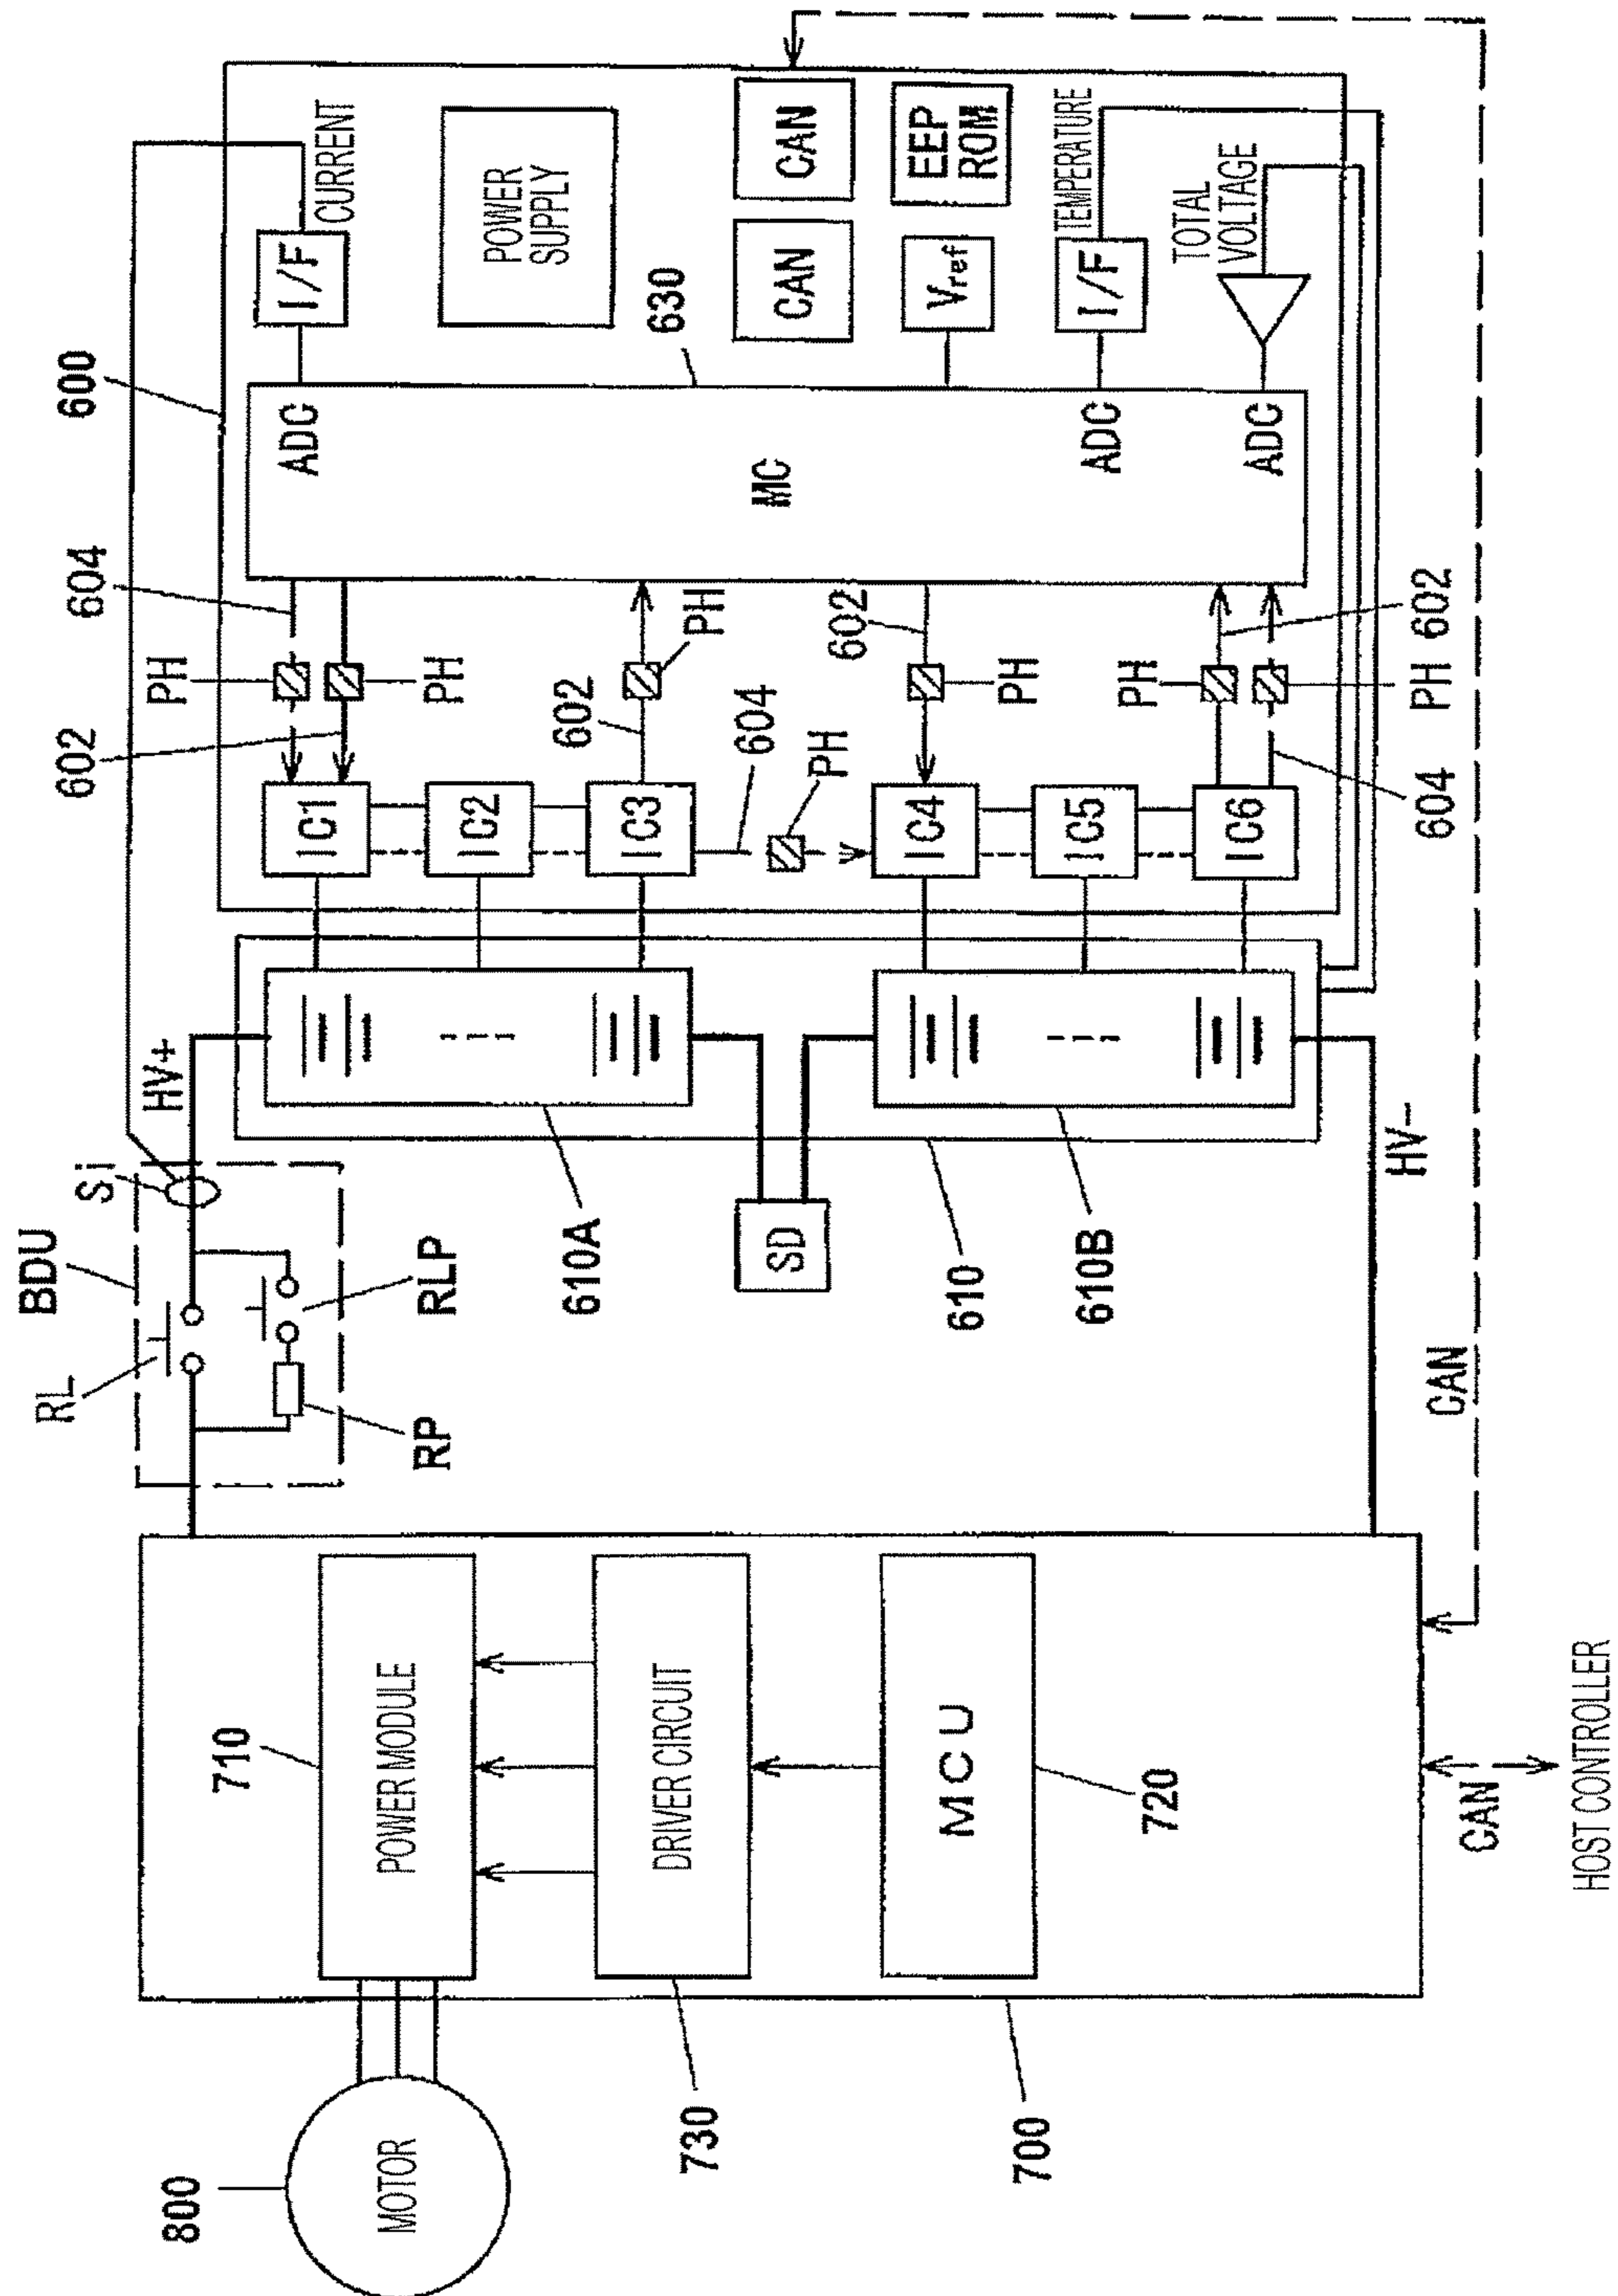 800
MOTOR
710
POWER MODULE
730
DRIVER CIRCUIT
MCU
720
700
BDU
RL
Si
RLP
RP
HV+
610A
SD
610
610B
HV-
CAN
CAN
HOST CONTROLLER
600
604
PH
602
PH
IC1
IC2
IC3
602
PH
604
PH
IC4
IC5
IC6
602
PH
PH
602
PH
604
630
MC
ADC
ADC
ADC
I/F
CURRENT
POWER
SUPPLY
CAN
CAN
Vref
EEP
ROM
I/F
TEMPERATURE
TOTAL
VOLTAGE